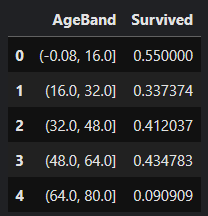 AgeBand Survived
0 (-0.08, 16.0] 0.550000
1 (16.0, 32.0] 0.337374
2 (32.0, 48.0] 0.412037
3 (48.0, 64.0] 0.434783
4 (64.0, 80.0] 0.090909